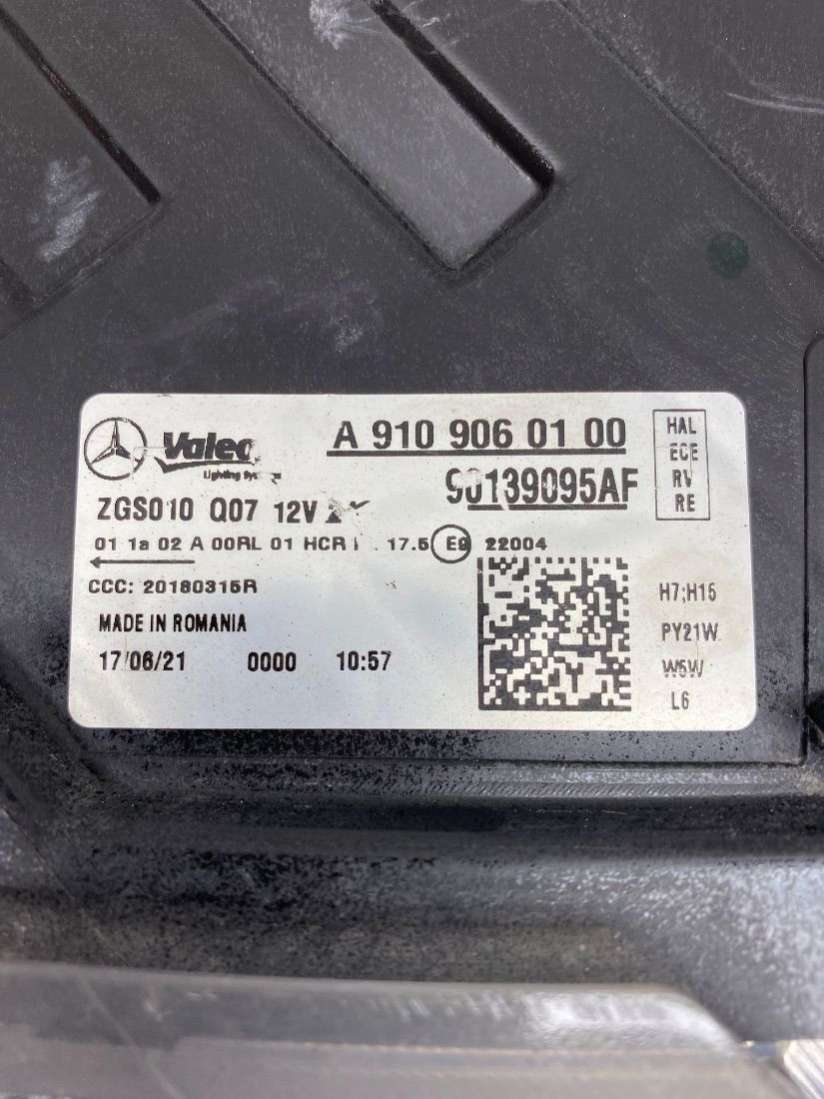 Valeo
Lighting Systems
A 910 906 01 00
90139095AF
HAL
ECE
RV
RE
ZGS010 Q07 12V
01 1a 02 A 00RL 01 HCR 17.5 E9 22004
CCC: 20180315R
MADE IN ROMANIA
17/06/21 0000 10:57
H7;H15
PY21W
W5W
L6